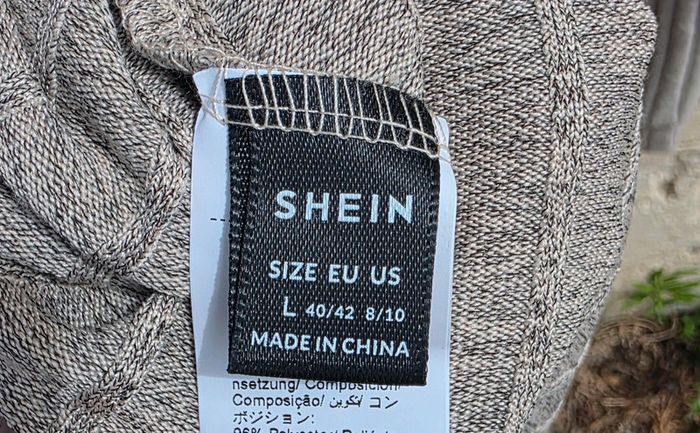 SHEIN
SIZE EU US
L 40/42 8/10
MADE IN CHINA
nsetzung/ Composición/
Composição/ تكوين/ コン
ポジション: